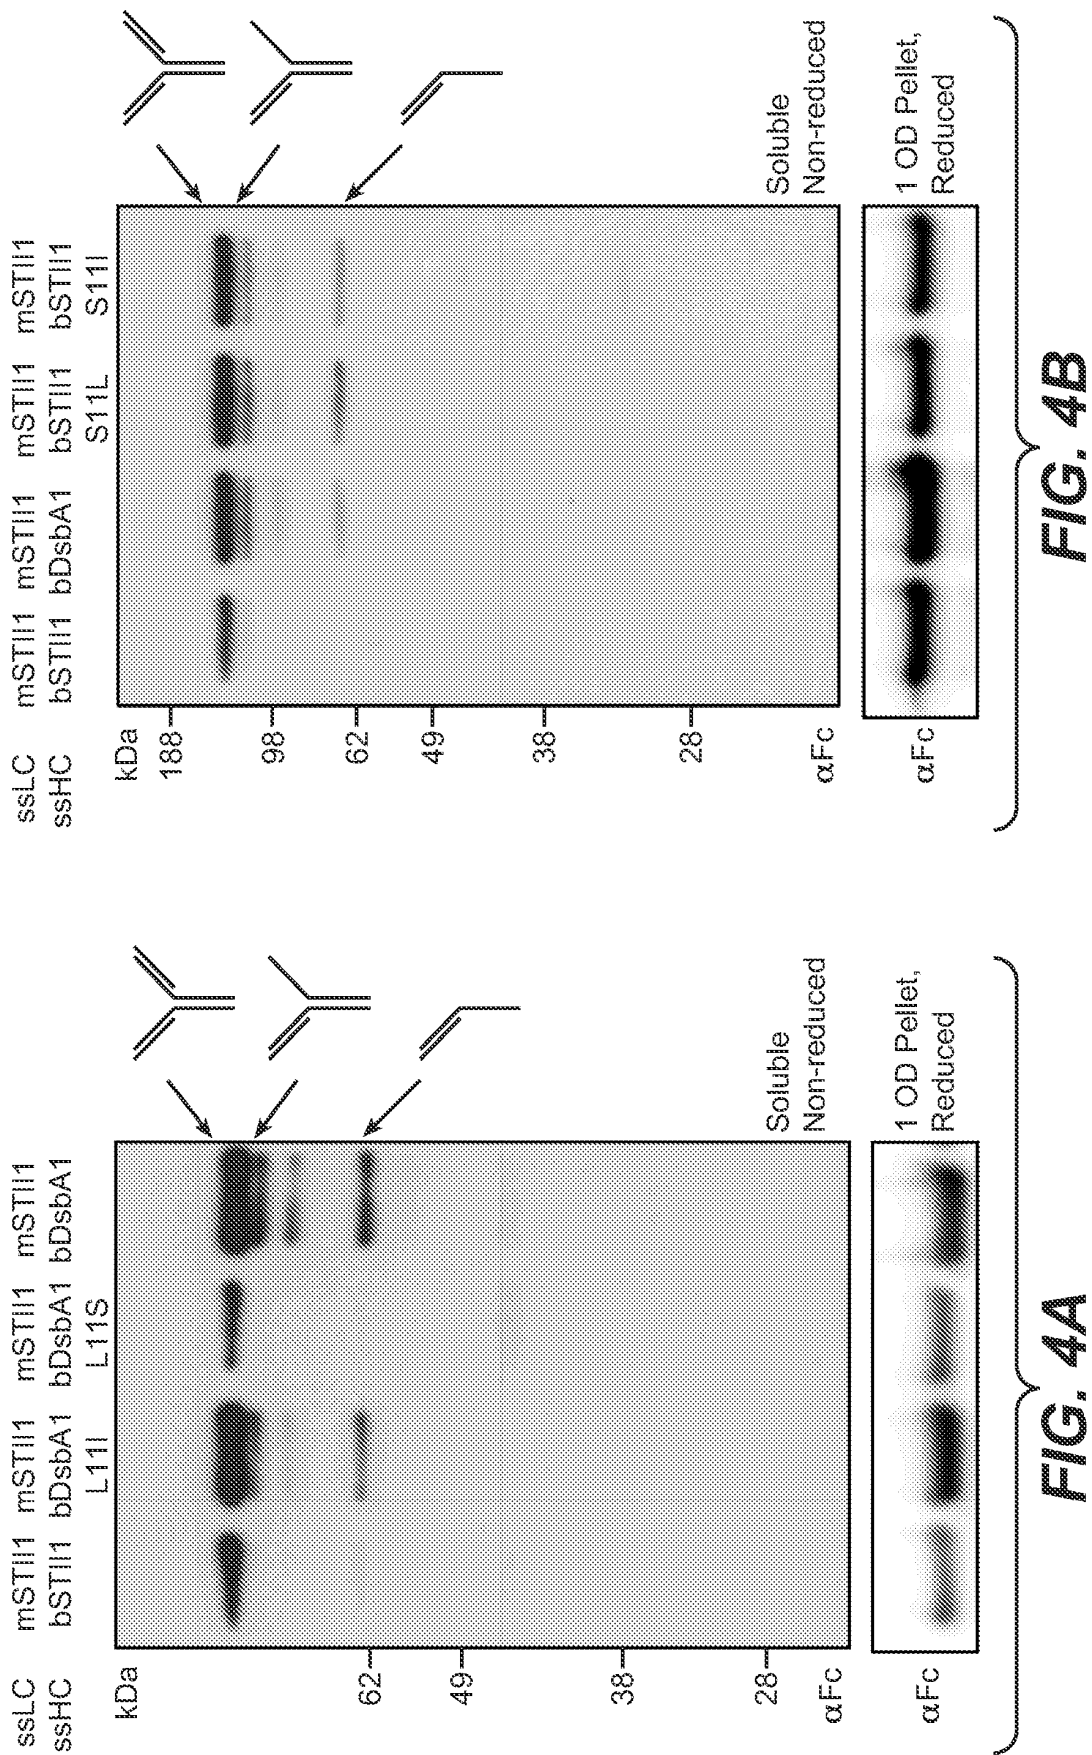 ssLC mSTII1 mSTII1 mSTII1 mSTII1
ssHC bSTII1 bDsbA1 bDsbA1 bDsbA1
L11I L11S
kDa
62
49
38
28
αFc
Soluble
Non-reduced
αFc
1 OD Pellet,
Reduced
FIG. 4A
ssLC mSTII1 mSTII1 mSTII1 mSTII1
ssHC bSTII1 bDsbA1 bSTII1 bSTII1
S11L S11I
kDa
188
98
62
49
38
28
αFc
Soluble
Non-reduced
αFc
1 OD Pellet,
Reduced
FIG. 4B